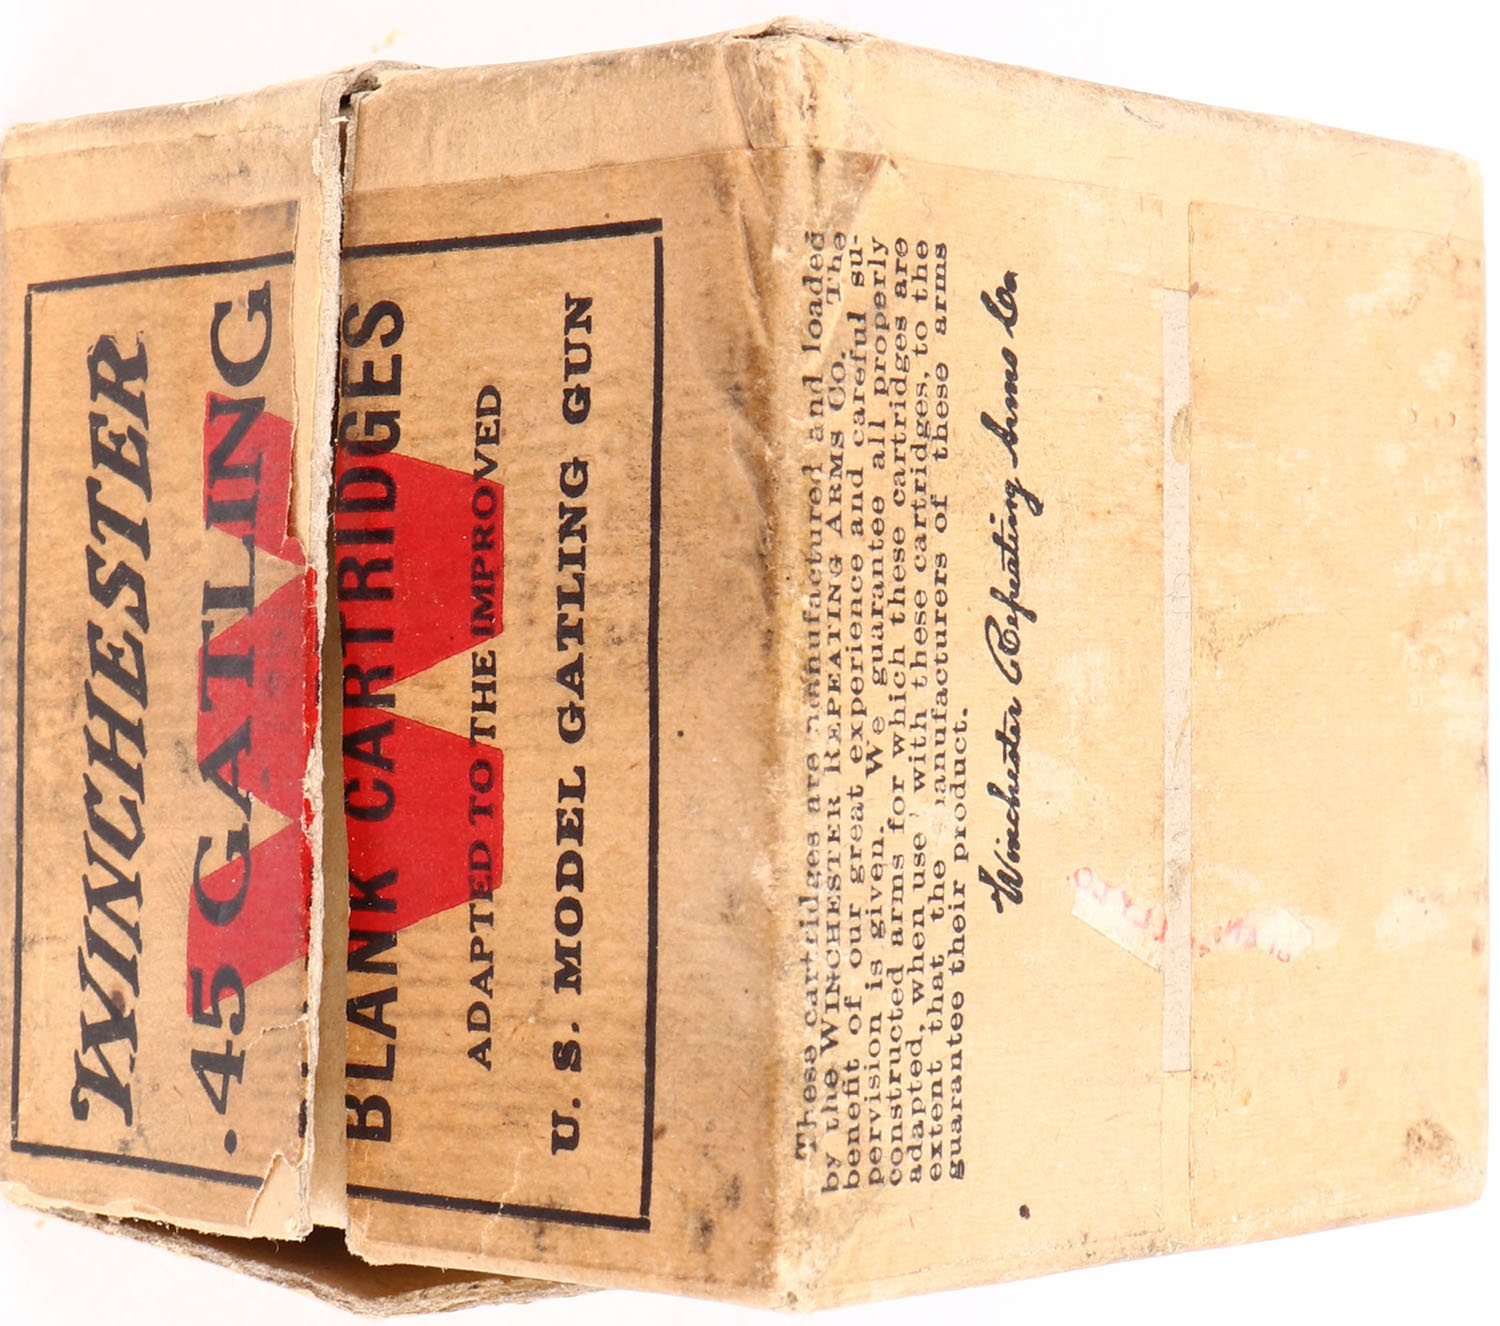 WINCHESTER
.45 GATLING
BLANK CARTRIDGES
ADAPTED TO THE IMPROVED
U. S. MODEL GATLING GUN
These cartridges are manufactured and loaded
by the WINCHESTER REPEATING ARMS CO. The
benefit of our great experience and careful su-
pervision is given. We guarantee all properly
constructed arms for which these cartridges are
adapted, when use with these cartridges, to the
extent that the manufacturers of these arms
guarantee their product.
Winchester Repeating Arms Co.